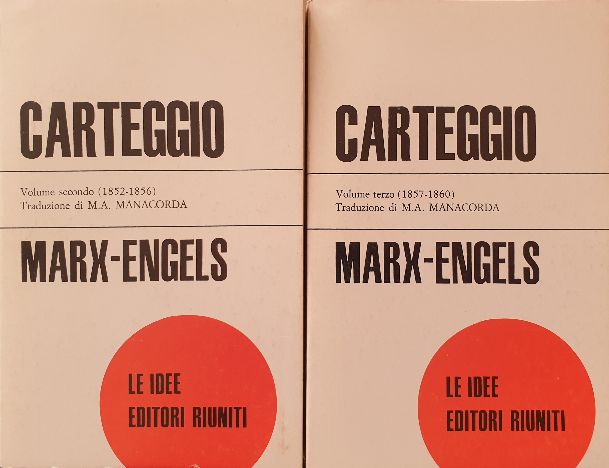 CARTEGGIO
Volume secondo (1852-1856)
Traduzione di M.A. MANACORDA
MARX-ENGELS
LE IDEE
EDITORI RIUNITI
CARTEGGIO
Volume terzo (1857-1860)
Traduzione di M.A. MANACORDA
MARX-ENGELS
LE IDEE
EDITORI RIUNITI